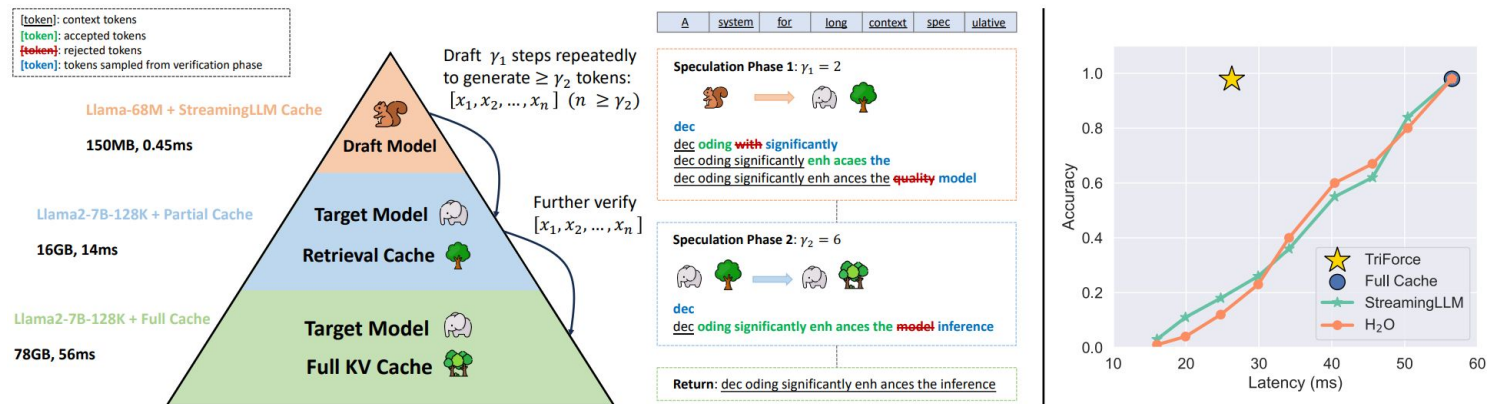 [token]: context tokens
[token]: accepted tokens
[token]: rejected tokens
[token]: tokens sampled from verification phase
Llama-68M + StreamingLLM Cache
150MB, 0.45ms
Llama2-7B-128K + Partial Cache
16GB, 14ms
Llama2-7B-128K + Full Cache
78GB, 56ms
Draft Model
Target Model
Retrieval Cache
Target Model
Full KV Cache
Draft γ₁ steps repeatedly
to generate ≥ γ₂ tokens:
[x₁, x₂, ..., xₙ] (n ≥ γ₂)
Further verify
[x₁, x₂, ..., xₙ]
A system for long context spec ulative
Speculation Phase 1: γ₁ = 2
dec
dec oding with significantly
dec oding significantly enh acaes the
dec oding significantly enh ances the quality model
Speculation Phase 2: γ₂ = 6
dec
dec oding significantly enh ances the model inference
Return: dec oding significantly enh ances the inference
Accuracy
1.0
0.8
0.6
0.4
0.2
0.0
10 20 30 40 50 60
Latency (ms)
TriForce
Full Cache
StreamingLLM
H₂O